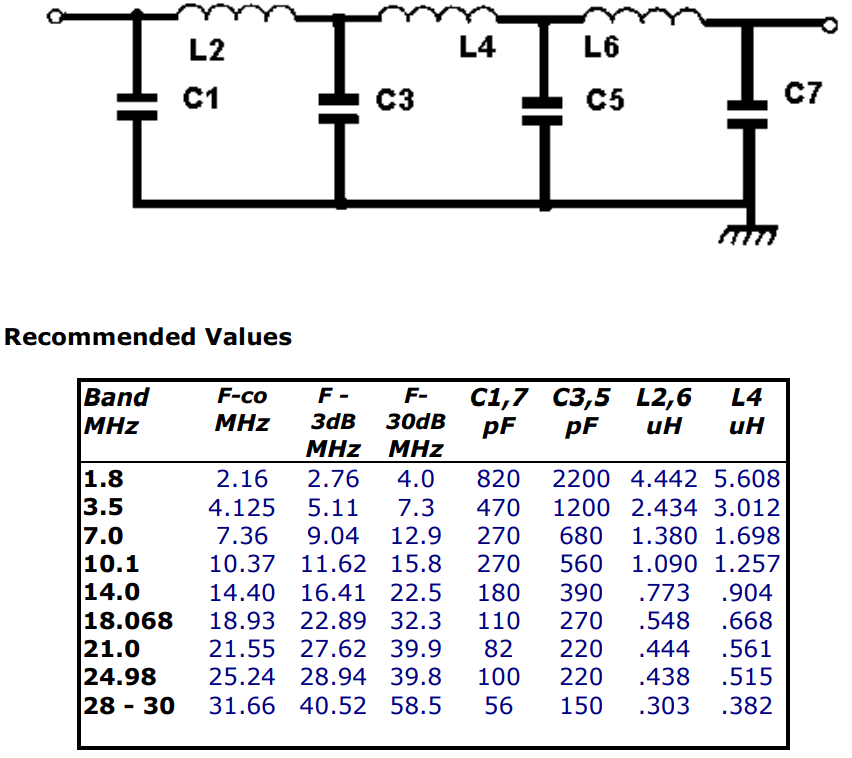 L2 L4 L6
C1 C3 C5 C7
Recommended Values
Band MHz F-co MHz F - 3dB MHz F- 30dB MHz C1,7 pF C3,5 pF L2,6 uH L4 uH
1.8 2.16 2.76 4.0 820 2200 4.442 5.608
3.5 4.125 5.11 7.3 470 1200 2.434 3.012
7.0 7.36 9.04 12.9 270 680 1.380 1.698
10.1 10.37 11.62 15.8 270 560 1.090 1.257
14.0 14.40 16.41 22.5 180 390 .773 .904
18.068 18.93 22.89 32.3 110 270 .548 .668
21.0 21.55 27.62 39.9 82 220 .444 .561
24.98 25.24 28.94 39.8 100 220 .438 .515
28 - 30 31.66 40.52 58.5 56 150 .303 .382